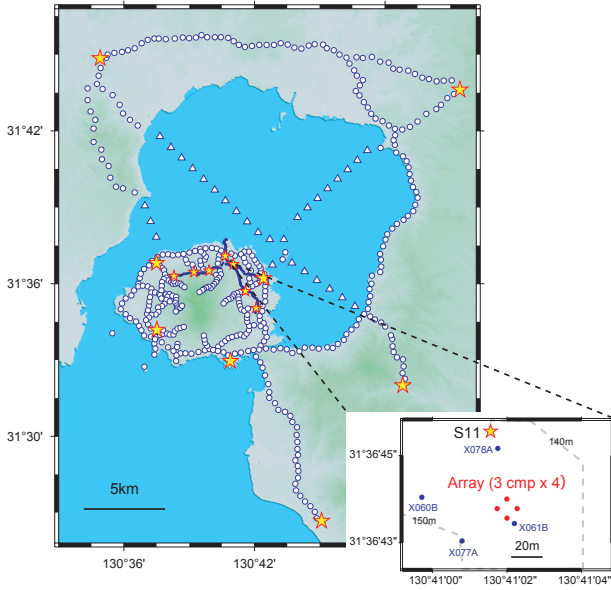 31°42'
31°36'
31°30'
5km
130°36'
130°42'
S11
140m
X078A
31°36'45"
Array (3 cmp x 4)
X060B
150m
X061B
31°36'43"
X077A
20m
130°41'00"
130°41'02"
130°41'04"